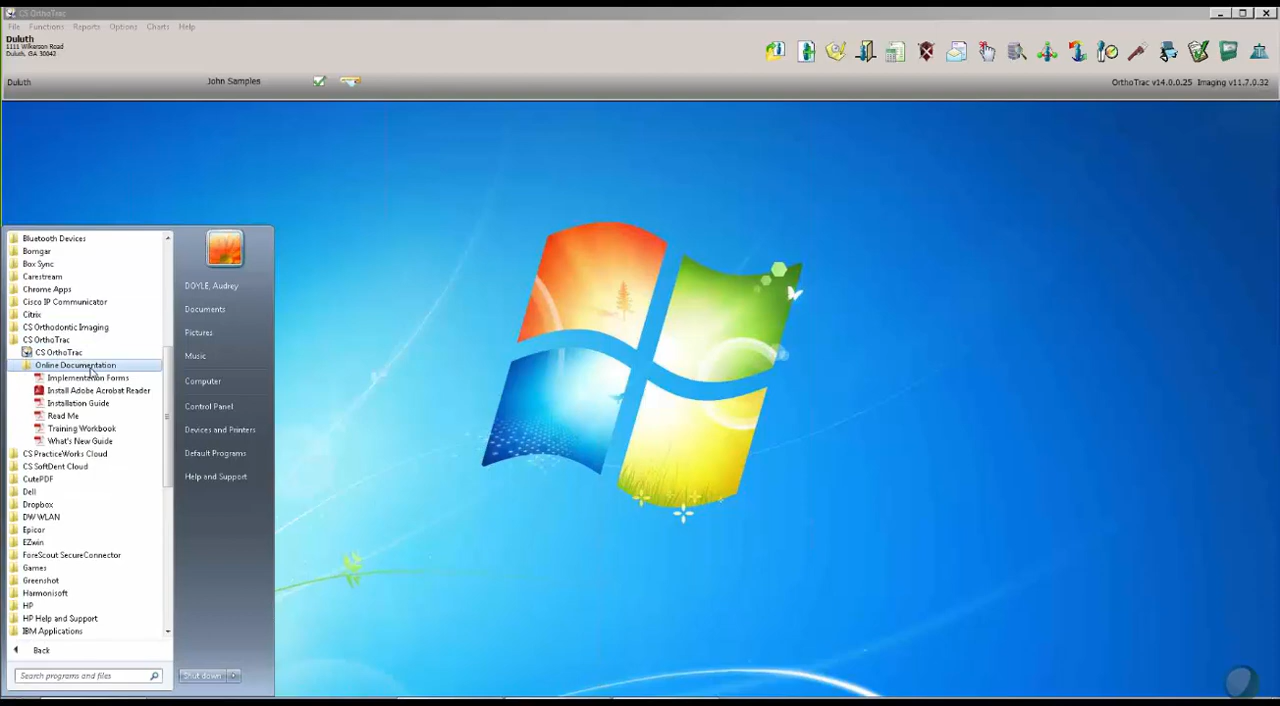 CS OrthoTrac
File Functions Reports Options Charts Help
Duluth
1111 Wilkerson Road
Duluth, GA 30042
Duluth John Samples OrthoTrac v14.0.0.25 Imaging v11.7.0.32
Bluetooth Devices
Bomgar
Box Sync
Carestream
Chrome Apps
Cisco IP Communicator
Citrix
CS Orthodontic Imaging
CS OrthoTrac
CS OrthoTrac
Online Documentation
Implementation Forms
Install Adobe Acrobat Reader
Installation Guide
Read Me
Training Workbook
What's New Guide
CS PracticeWorks Cloud
CS SoftDent Cloud
CutePDF
Dell
Dropbox
DW WLAN
Epicor
EZwin
ForeScout SecureConnector
Games
Greenshot
Harmonisoft
HP
HP Help and Support
IBM Applications
Back
Search programs and files
DOYLE, Audrey
Documents
Pictures
Music
Computer
Control Panel
Devices and Printers
Default Programs
Help and Support
Shut down